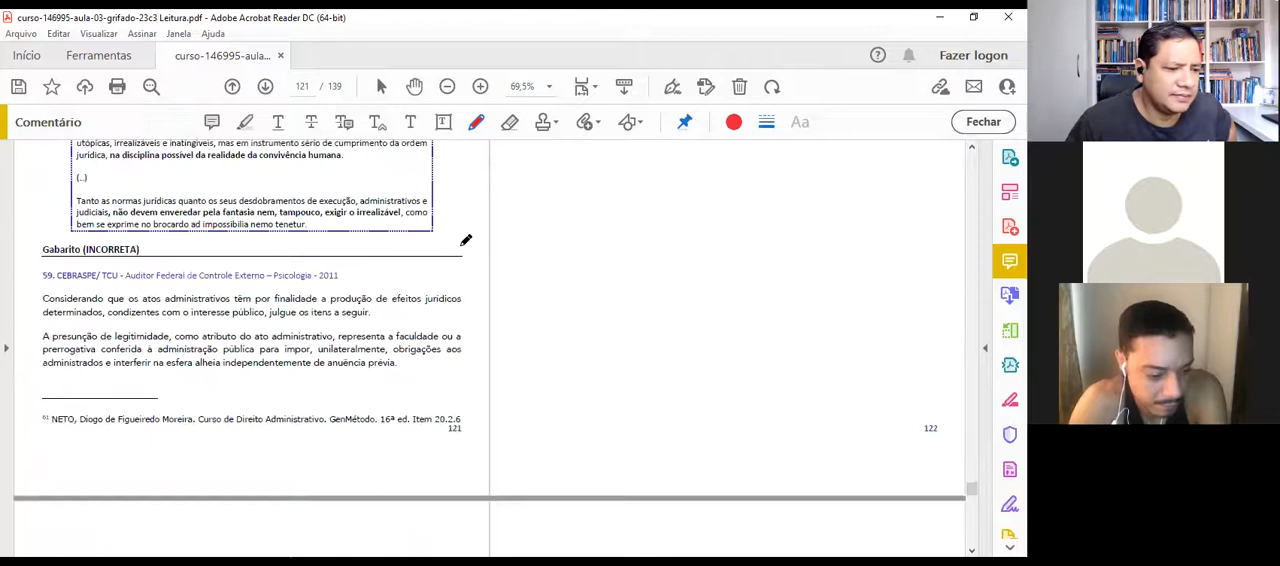 curso-146995-aula-03-grifado-23c3 Leitura.pdf - Adobe Acrobat Reader DC (64-bit)
Arquivo Editar Visualizar Assinar Janela Ajuda
Início Ferramentas curso-146995-aula... × Fazer logon
121 / 139 69,5%
Comentário Fechar
utópicas, irrealizáveis e inatingíveis, mas em instrumento sério de cumprimento da ordem
jurídica, na disciplina possível da realidade da convivência humana.
(..)
Tanto as normas jurídicas quanto os seus desdobramentos de execução, administrativos e
judiciais, não devem enveredar pela fantasia nem, tampouco, exigir o irrealizável, como
bem se exprime no brocardo ad impossibilia nemo tenetur.
Gabarito (INCORRETA)
59. CEBRASPE/ TCU - Auditor Federal de Controle Externo – Psicologia - 2011
Considerando que os atos administrativos têm por finalidade a produção de efeitos jurídicos
determinados, condizentes com o interesse público, julgue os itens a seguir.
A presunção de legitimidade, como atributo do ato administrativo, representa a faculdade ou a
prerrogativa conferida à administração pública para impor, unilateralmente, obrigações aos
administrados e interferir na esfera alheia independentemente de anuência prévia.
61 NETO, Diogo de Figueiredo Moreira. Curso de Direito Administrativo. GenMétodo. 16ª ed. Item 20.2.6
121
122